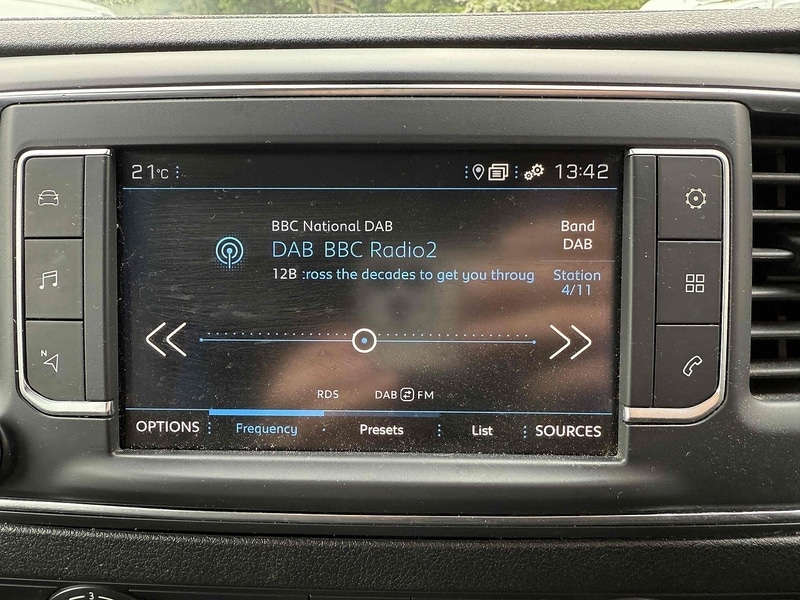 21°C
13:42
BBC National DAB
DAB BBC Radio2
12B :ross the decades to get you throug
Band
DAB
Station
4/11
RDS
DAB FM
OPTIONS
Frequency
Presets
List
SOURCES
N
3